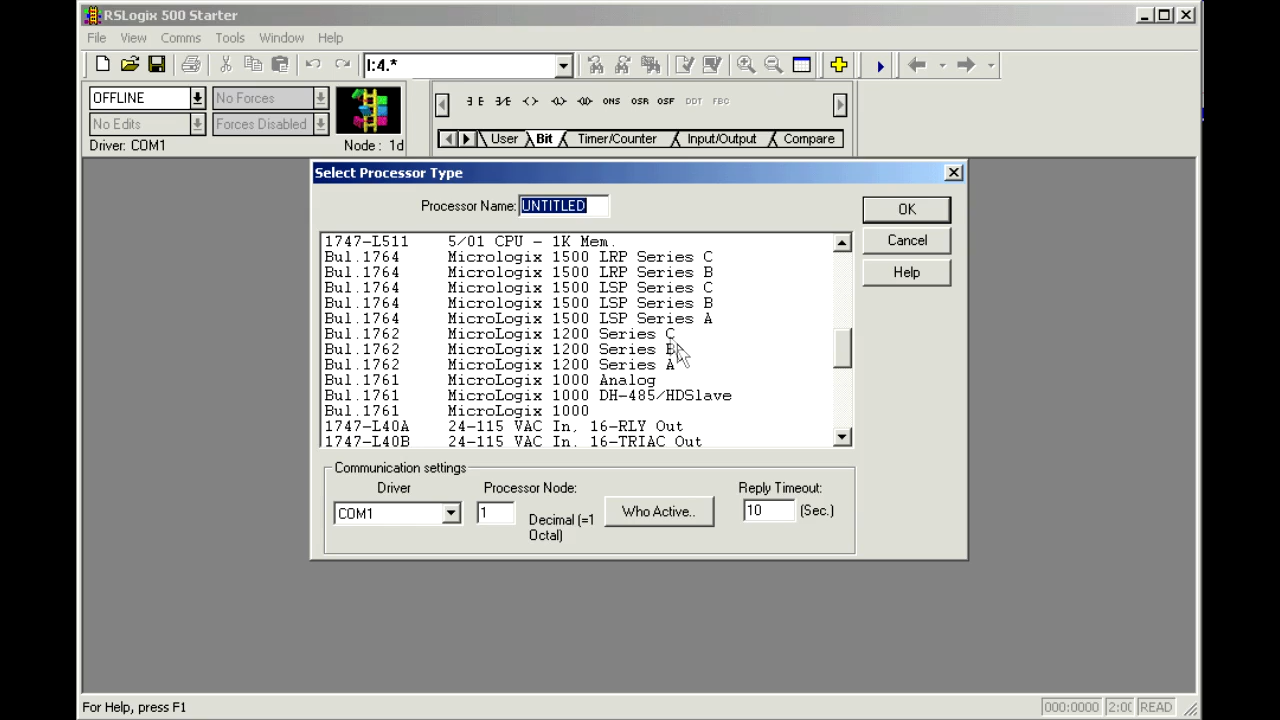 RSLogix 500 Starter
File View Comms Tools Window Help
I:4.*
OFFLINE No Forces
No Edits Forces Disabled
Driver: COM1 Node : 1d
ONS OSR OSF DDT FBC
User Bit Timer/Counter Input/Output Compare
Select Processor Type
Processor Name: UNTITLED
OK
Cancel
Help
1747-L511 5/01 CPU - 1K Mem.
Bul.1764 Micrologix 1500 LRP Series C
Bul.1764 MicroLogix 1500 LRP Series B
Bul.1764 Micrologix 1500 LSP Series C
Bul.1764 MicroLogix 1500 LSP Series B
Bul.1764 MicroLogix 1500 LSP Series A
Bul.1762 MicroLogix 1200 Series C
Bul.1762 MicroLogix 1200 Series B
Bul.1762 MicroLogix 1200 Series A
Bul.1761 MicroLogix 1000 Analog
Bul.1761 MicroLogix 1000 DH-485/HDSlave
Bul.1761 MicroLogix 1000
1747-L40A 24-115 VAC In, 16-RLY Out
1747-L40B 24-115 VAC In, 16-TRIAC Out
Communication settings
Driver Processor Node: Reply Timeout:
COM1 1 Decimal (=1 Octal) Who Active.. 10 (Sec.)
For Help, press F1
000:0000 READ